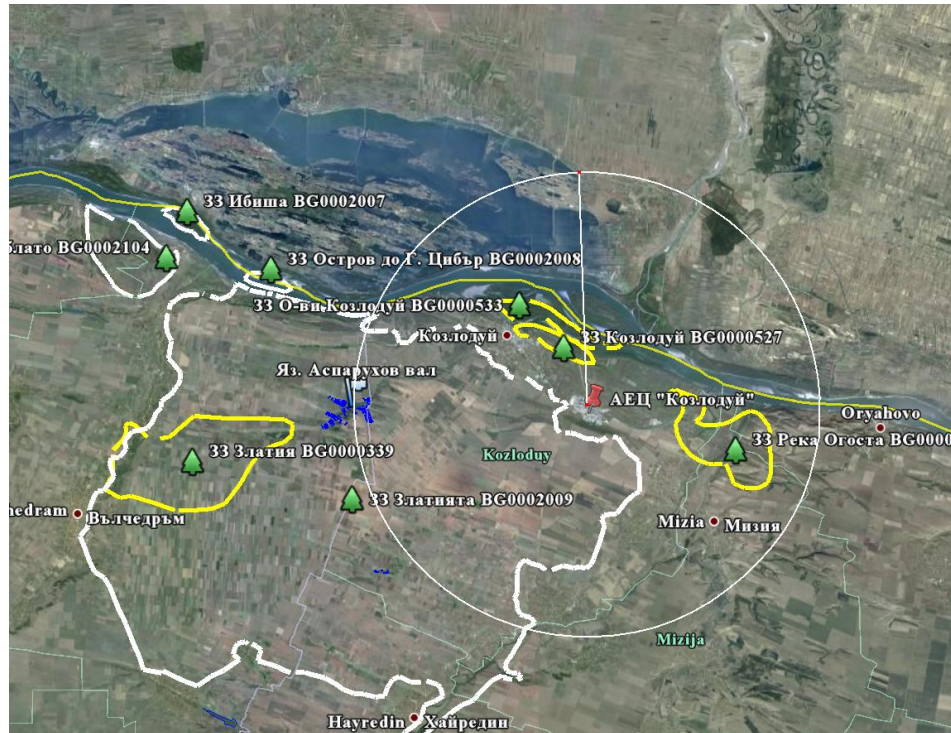 ЗЗ Ибиша BG0002007
блато BG0002104
ЗЗ Остров до Г. Цибър BG0002008
ЗЗ О-ви Козлодуй BG0000533
Козлодуй
ЗЗ Козлодуй BG0000527
Яз. Аспарухов вал
АЕЦ "Козлодуй"
Oryahovo
ЗЗ Река Огоста BG0000
ЗЗ Златия BG0000339
Kozloduy
ЗЗ Златията BG0002009
hedram
Вълчедръм
Mizia
Мизия
Mizija
Hayredin
Хайредин